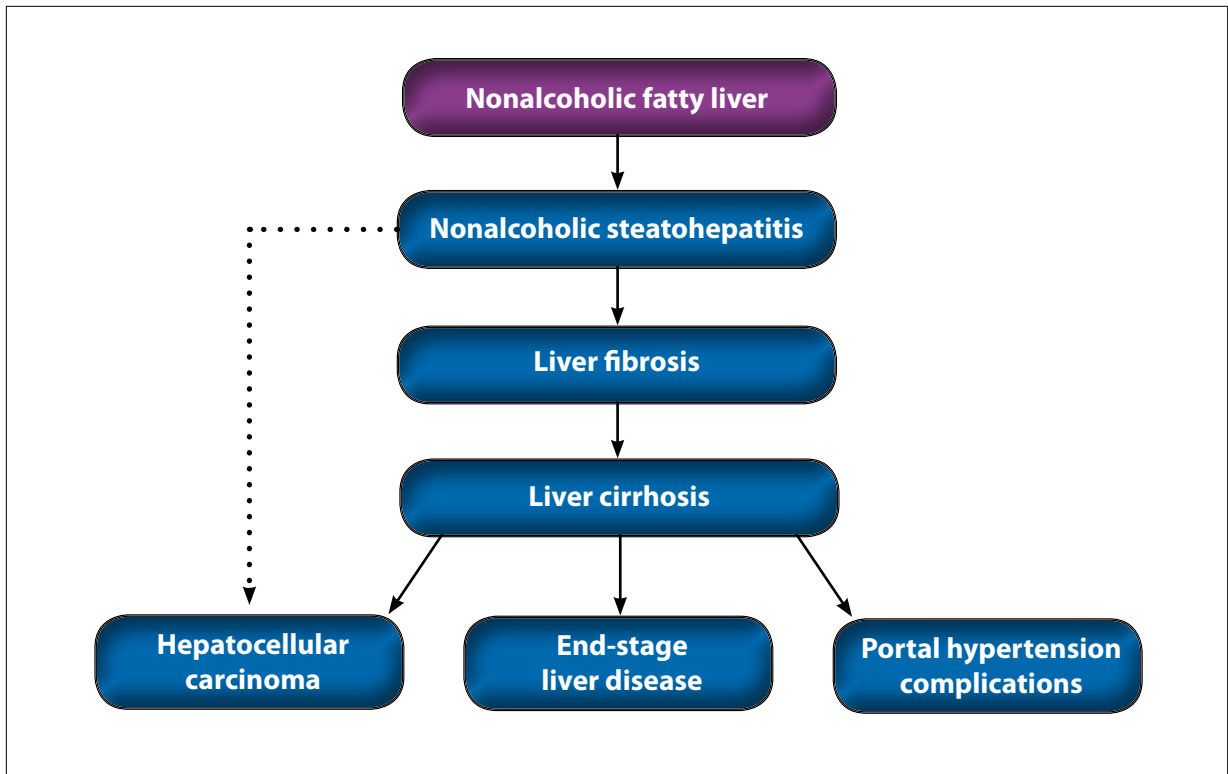 Nonalcoholic fatty liver
Nonalcoholic steatohepatitis
Liver fibrosis
Liver cirrhosis
Hepatocellular
carcinoma
End-stage
liver disease
Portal hypertension
complications